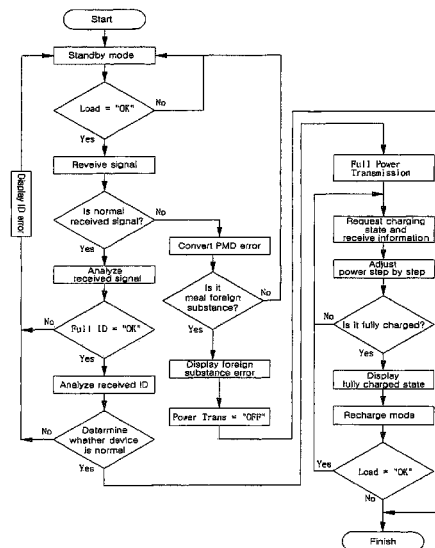 Start
Standby mode
Load = "OK"
No
Yes
Reveive signal
Is normal
received signal?
No
Yes
Analyze
received signal
Full ID = "OK"
No
Yes
Analyze received ID
Determine
whether device
is normal
No
Yes
Display ID error
Convert PMD error
Is it
meal foreign
substance?
No
Yes
Display foreign
substance error
Power Trans = "OFF"
Full Power
Transmission
Request charging
state and
receive information
Adjust
power step by step
Is it fully charged?
No
Yes
Display
fully charged state
Recharge mode
Load = "OK"
Yes
No
Finish